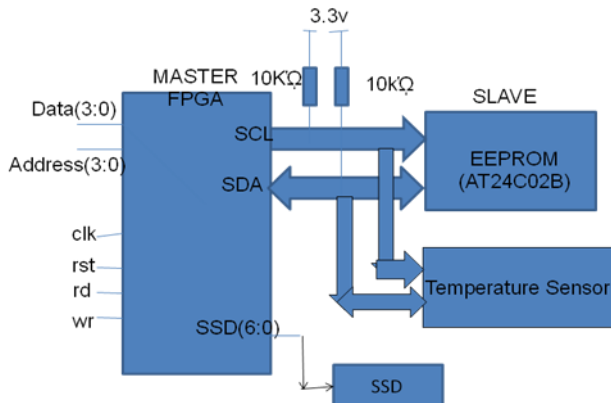 3.3v
MASTER
FPGA
10KΩ
10kΩ
SLAVE
Data(3:0)
SCL
EEPROM
(AT24C02B)
Address(3:0)
SDA
clk
rst
rd
wr
Temperature Sensor
SSD(6:0)
SSD